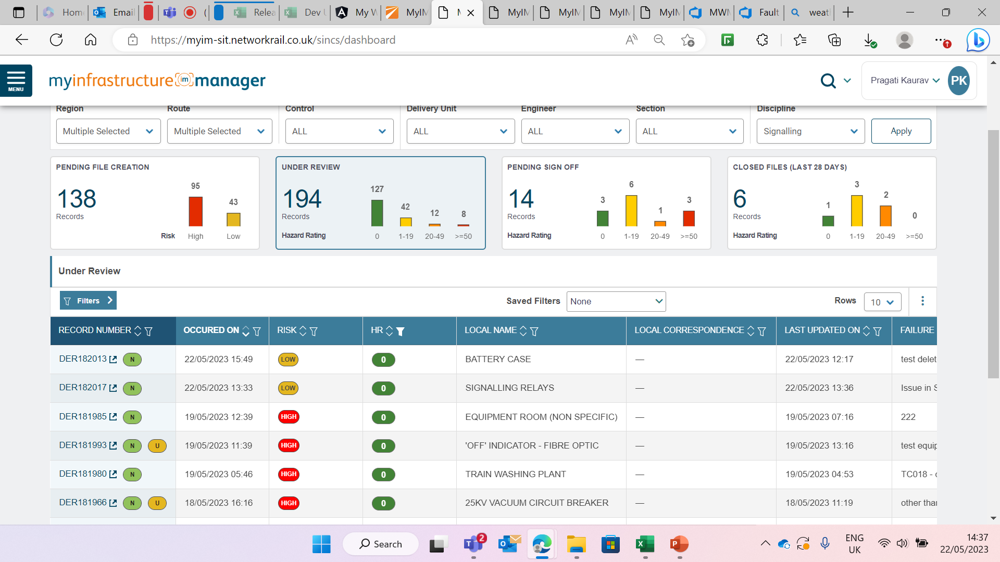 Home
Email
(
Relea
Dev U
My W
MyIM
M
MyIM
MyIM
MyIM
MyIM
MWM
Fault
weat
https://myim-sit.networkrail.co.uk/sincs/dashboard
MENU
myinfrastructure im manager
Pragati Kaurav
PK
Region Route Control Delivery Unit Engineer Section Discipline
Multiple Selected Multiple Selected ALL ALL ALL ALL Signalling Apply
PENDING FILE CREATION
138
Records
95 43
Risk High Low
UNDER REVIEW
194
Records
127 42 12 8
Hazard Rating 0 1-19 20-49 >=50
PENDING SIGN OFF
14
Records
3 6 1 3
Hazard Rating 0 1-19 20-49 >=50
CLOSED FILES (LAST 28 DAYS)
6
Records
1 3 2 0
Hazard Rating 0 1-19 20-49 >=50
Under Review
Filters Saved Filters None Rows 10
RECORD NUMBER OCCURED ON RISK HR LOCAL NAME LOCAL CORRESPONDENCE LAST UPDATED ON FAILURE
DER182013 N 22/05/2023 15:49 LOW 0 BATTERY CASE — 22/05/2023 12:17 test delet
DER182017 N 22/05/2023 13:33 LOW 0 SIGNALLING RELAYS — 22/05/2023 13:36 Issue in S
DER181985 N 19/05/2023 12:39 HIGH 0 EQUIPMENT ROOM (NON SPECIFIC) — 19/05/2023 07:16 222
DER181993 N U 19/05/2023 11:39 HIGH 0 'OFF' INDICATOR - FIBRE OPTIC — 19/05/2023 13:16 test equip
DER181980 N 19/05/2023 05:46 HIGH 0 TRAIN WASHING PLANT — 19/05/2023 04:53 TC018 -
DER181966 N U 18/05/2023 16:16 HIGH 0 25KV VACUUM CIRCUIT BREAKER — 18/05/2023 11:19 other than
Search
2
ENG
UK
14:37
22/05/2023